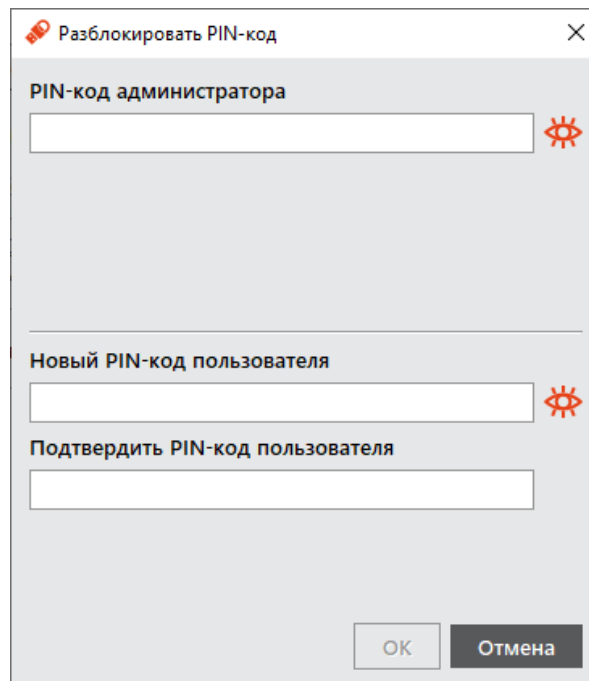 Разблокировать PIN-код
PIN-код администратора
Новый PIN-код пользователя
Подтвердить PIN-код пользователя
OK
Отмена